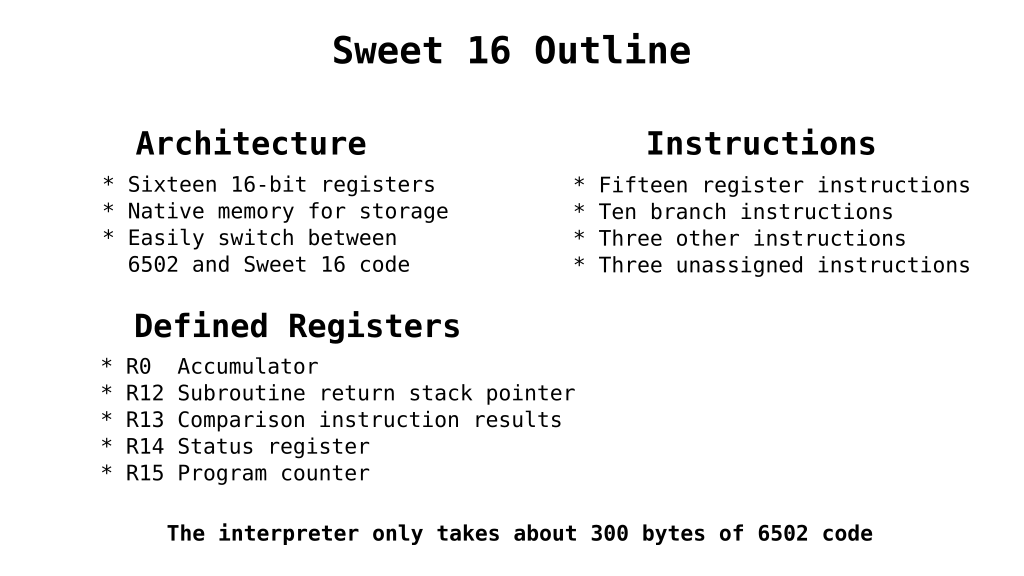 Sweet 16 Outline
Architecture
* Sixteen 16-bit registers
* Native memory for storage
* Easily switch between
6502 and Sweet 16 code
Instructions
* Fifteen register instructions
* Ten branch instructions
* Three other instructions
* Three unassigned instructions
Defined Registers
* R0  Accumulator
* R12 Subroutine return stack pointer
* R13 Comparison instruction results
* R14 Status register
* R15 Program counter
The interpreter only takes about 300 bytes of 6502 code